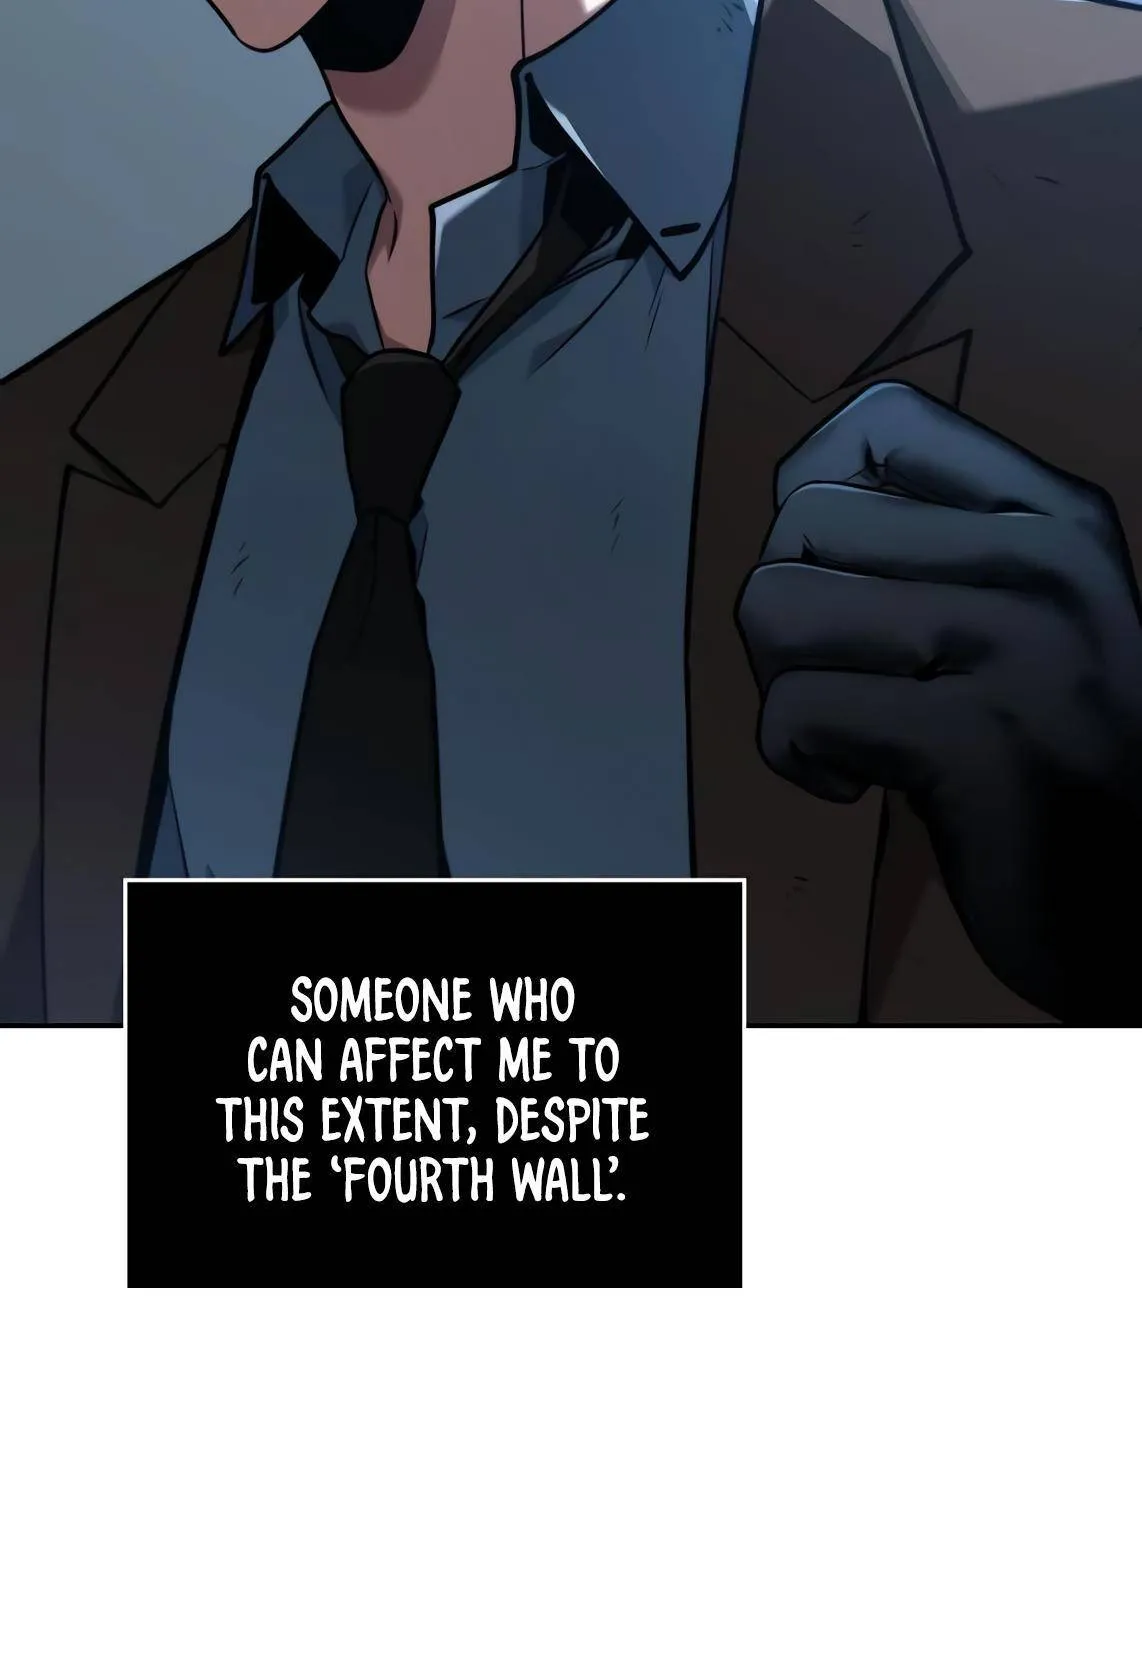 SOMEONE WHO
CAN AFFECT ME TO
THIS EXTENT, DESPITE
THE ‘FOURTH WALL’.